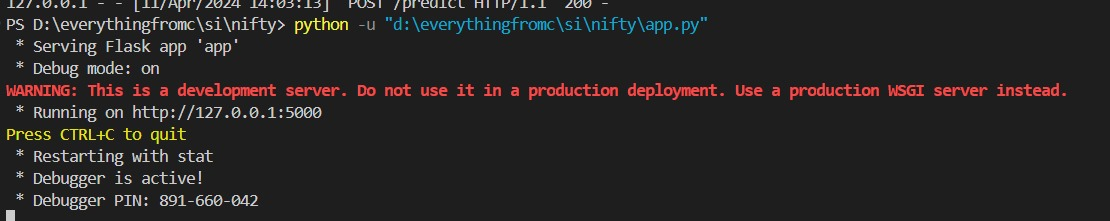 127.0.0.1 - - [11/Apr/2024 14:03:13] "POST /predict HTTP/1.1" 200 -
PS D:\everythingfromc\si\nifty> python -u "d:\everythingfromc\si\nifty\app.py"
 * Serving Flask app 'app'
 * Debug mode: on
WARNING: This is a development server. Do not use it in a production deployment. Use a production WSGI server instead.
 * Running on http://127.0.0.1:5000
Press CTRL+C to quit
 * Restarting with stat
 * Debugger is active!
 * Debugger PIN: 891-660-042